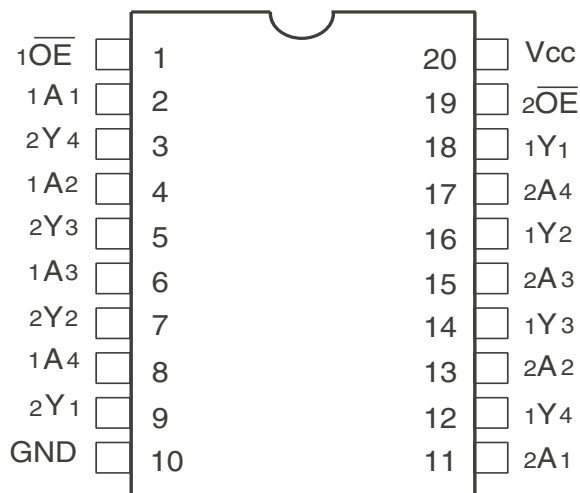 1OE 1 20 Vcc
1A1 2 19 2OE
2Y4 3 18 1Y1
1A2 4 17 2A4
2Y3 5 16 1Y2
1A3 6 15 2A3
2Y2 7 14 1Y3
1A4 8 13 2A2
2Y1 9 12 1Y4
GND 10 11 2A1